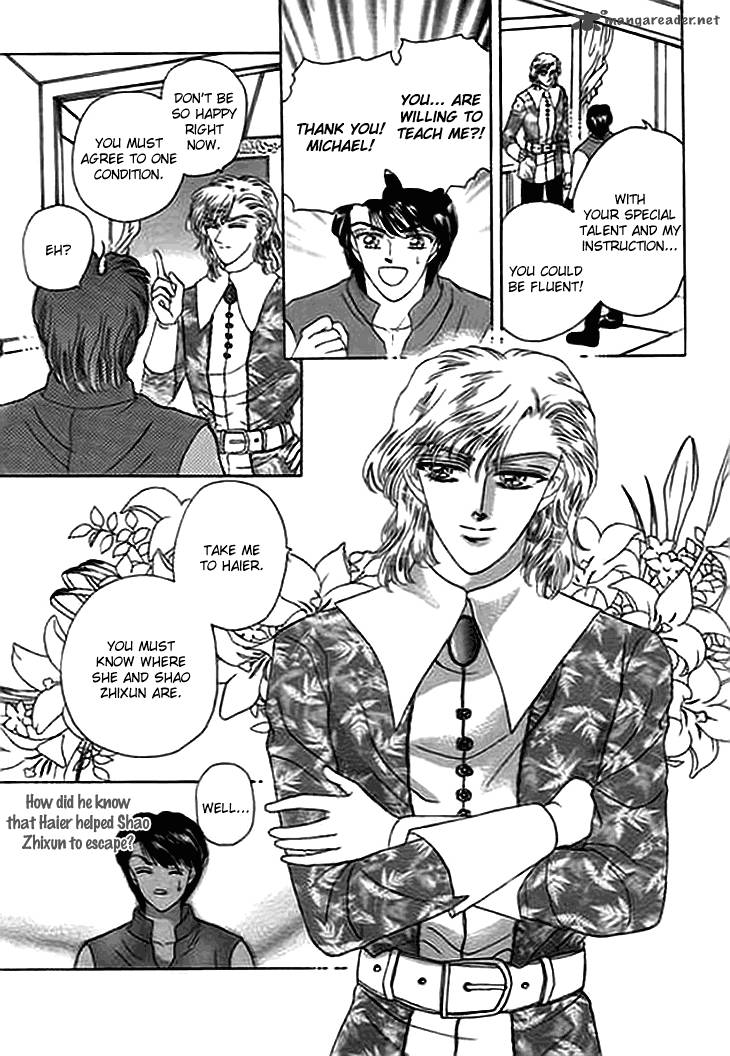 mangareader.net
WITH
YOUR SPECIAL
TALENT AND MY
INSTRUCTION...
YOU COULD
BE FLUENT!
YOU... ARE
WILLING TO
TEACH ME?!
THANK YOU!
MICHAEL!
DON'T BE
SO HAPPY
RIGHT
NOW.
YOU MUST
AGREE TO ONE
CONDITION.
EH?
TAKE ME
TO HAIER.
YOU MUST
KNOW WHERE
SHE AND SHAO
ZHIXUN ARE.
WELL...
How did he know
that Haier helped Shao
Zhixun to escape?